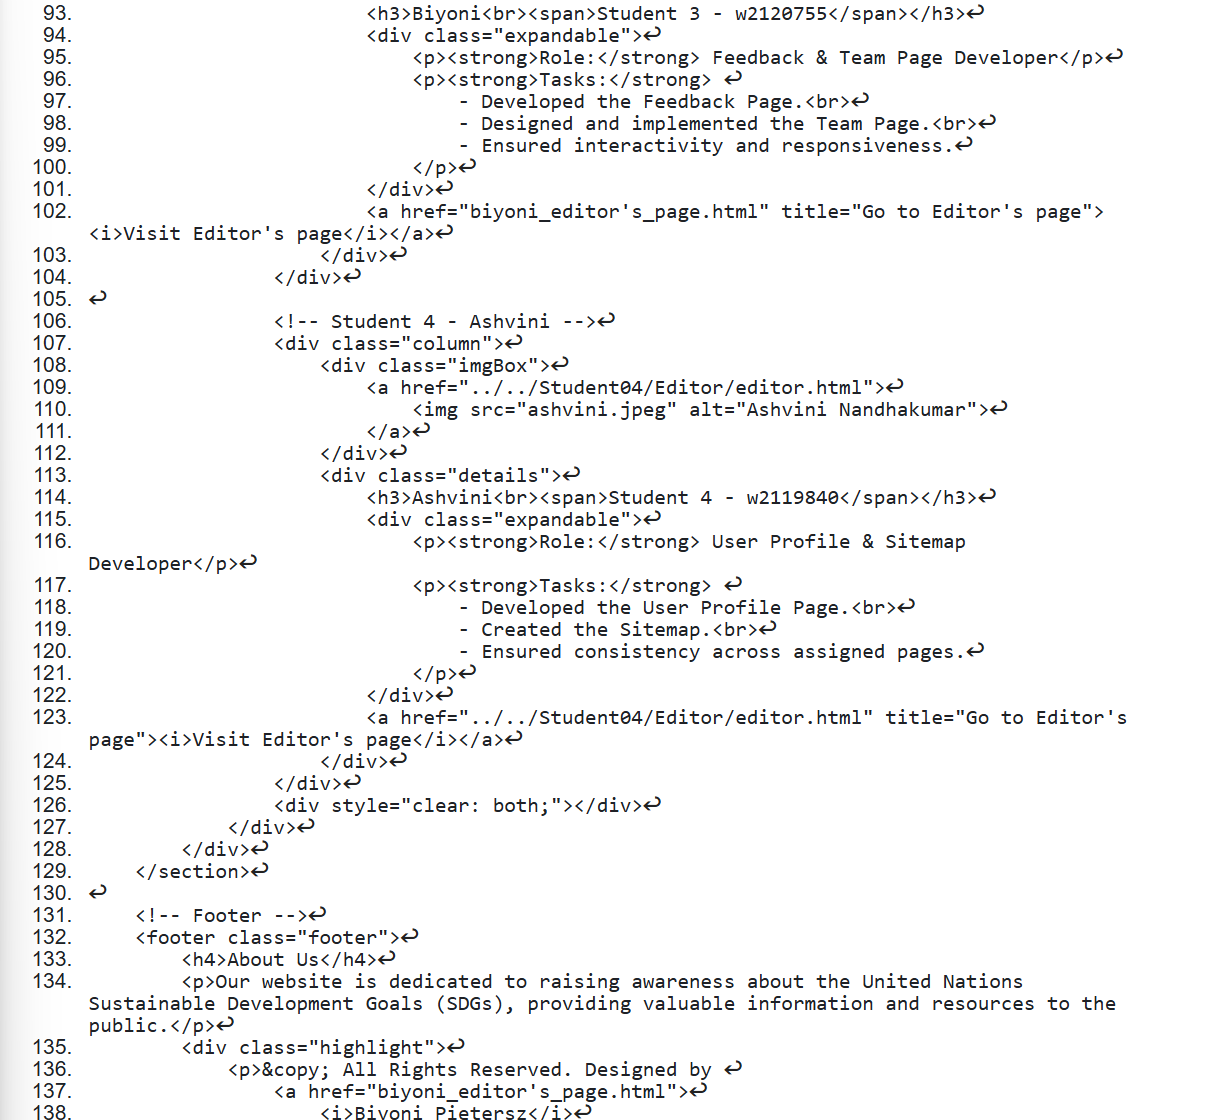 93. <h3>Biyoni<br><span>Student 3 - w2120755</span></h3>↩
94. <div class="expandable">↩
95. <p><strong>Role:</strong> Feedback & Team Page Developer</p>↩
96. <p><strong>Tasks:</strong> ↩
97. - Developed the Feedback Page.<br>↩
98. - Designed and implemented the Team Page.<br>↩
99. - Ensured interactivity and responsiveness.↩
100. </p>↩
101. </div>↩
102. <a href="biyoni_editor's_page.html" title="Go to Editor's page">
<i>Visit Editor's page</i></a>↩
103. </div>↩
104. </div>↩
105. ↩
106. <!-- Student 4 - Ashvini -->↩
107. <div class="column">↩
108. <div class="imgBox">↩
109. <a href="../../Student04/Editor/editor.html">↩
110. <img src="ashvini.jpeg" alt="Ashvini Nandhakumar">↩
111. </a>↩
112. </div>↩
113. <div class="details">↩
114. <h3>Ashvini<br><span>Student 4 - w2119840</span></h3>↩
115. <div class="expandable">↩
116. <p><strong>Role:</strong> User Profile & Sitemap
Developer</p>↩
117. <p><strong>Tasks:</strong> ↩
118. - Developed the User Profile Page.<br>↩
119. - Created the Sitemap.<br>↩
120. - Ensured consistency across assigned pages.↩
121. </p>↩
122. </div>↩
123. <a href="../../Student04/Editor/editor.html" title="Go to Editor's
page"><i>Visit Editor's page</i></a>↩
124. </div>↩
125. </div>↩
126. <div style="clear: both;"></div>↩
127. </div>↩
128. </div>↩
129. </section>↩
130. ↩
131. <!-- Footer -->↩
132. <footer class="footer">↩
133. <h4>About Us</h4>↩
134. <p>Our website is dedicated to raising awareness about the United Nations
Sustainable Development Goals (SDGs), providing valuable information and resources to the
public.</p>↩
135. <div class="highlight">↩
136. <p>&copy; All Rights Reserved. Designed by ↩
137. <a href="biyoni_editor's_page.html">↩
138. <i>Biyoni Pietersz</i>↩